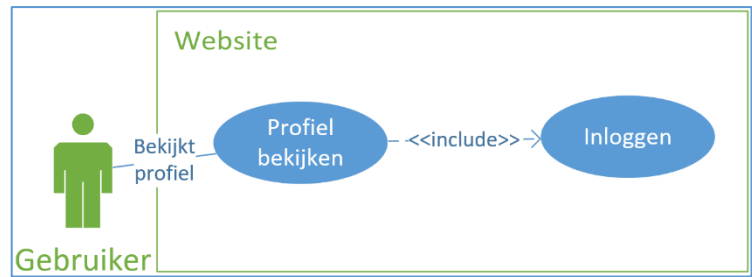 Website
Gebruiker
Bekijkt
profiel
Profiel
bekijken
<<include>>
Inloggen